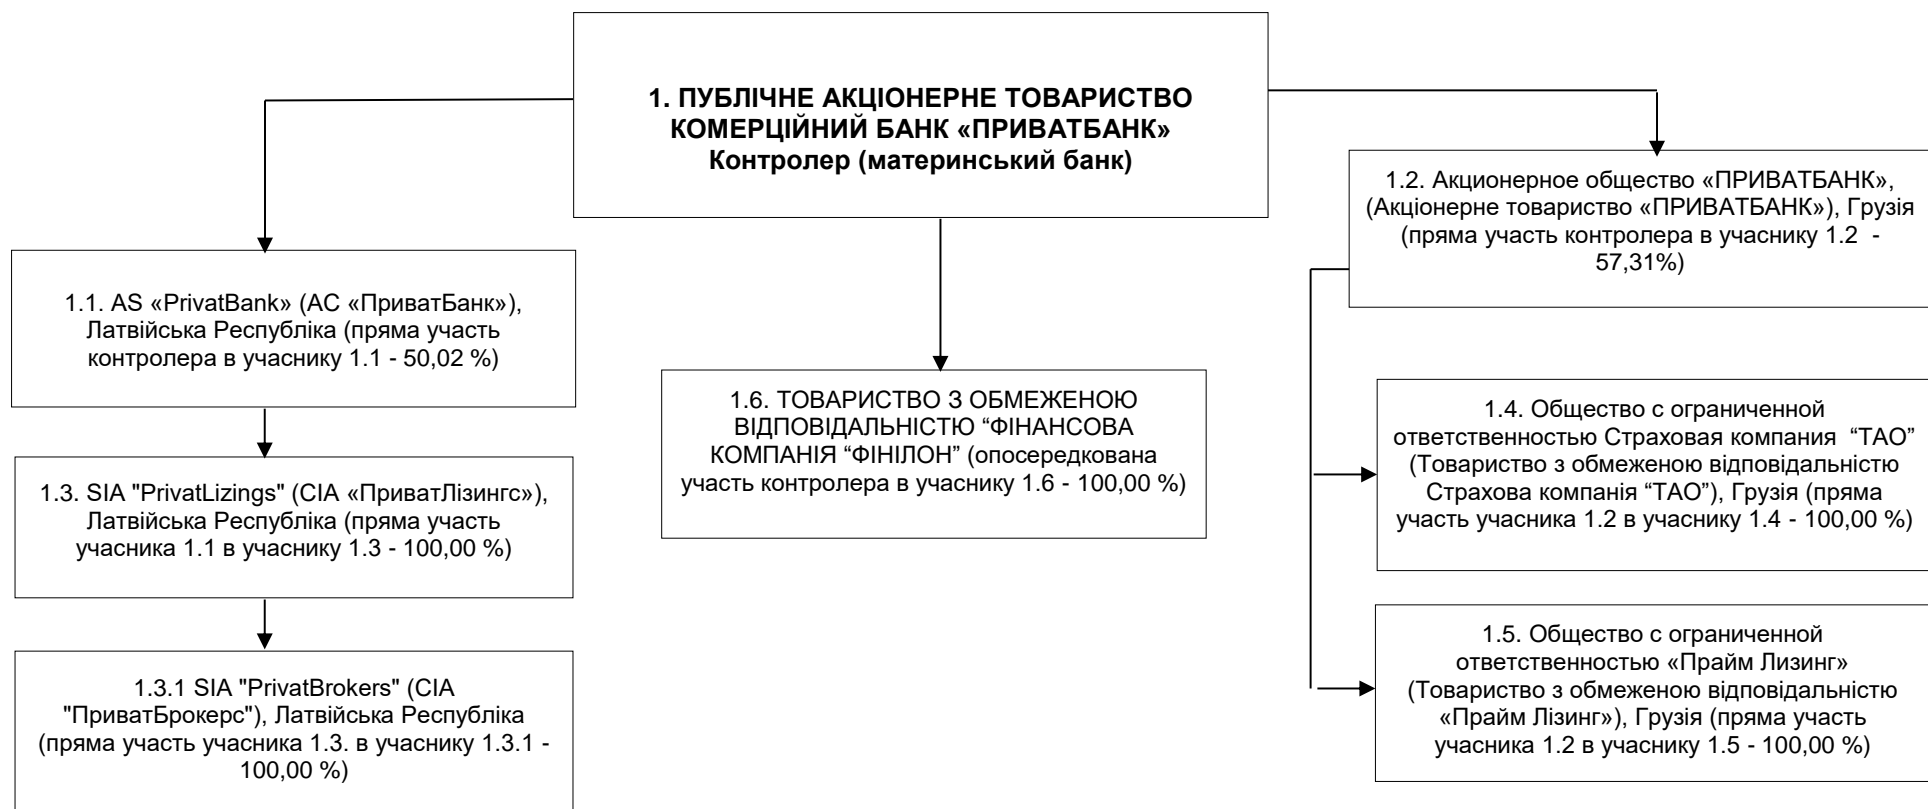 1. ПУБЛІЧНЕ АКЦІОНЕРНЕ ТОВАРИСТВО
КОМЕРЦІЙНИЙ БАНК «ПРИВАТБАНК»
Контролер (материнський банк)
1.1. AS «PrivatBank» (АС «ПриватБанк»),
Латвійська Республіка (пряма участь
контролера в учаснику 1.1 - 50,02 %)
1.3. SIA "PrivatLizings" (СІА «ПриватЛізингс»),
Латвійська Республіка (пряма участь
учасника 1.1 в учаснику 1.3 - 100,00 %)
1.3.1 SIA "PrivatBrokers" (СІА
"ПриватБрокерс"), Латвійська Республіка
(пряма участь учасника 1.3. в учаснику 1.3.1 -
100,00 %)
1.6. ТОВАРИСТВО З ОБМЕЖЕНОЮ
ВІДПОВІДАЛЬНІСТЮ “ФІНАНСОВА
КОМПАНІЯ “ФІНІЛОН” (опосередкована
участь контролера в учаснику 1.6 - 100,00 %)
1.2. Акционерное общество «ПРИВАТБАНК»,
(Акціонерне товариство «ПРИВАТБАНК»), Грузія
(пряма участь контролера в учаснику 1.2 -
57,31%)
1.4. Общество с ограниченной
ответственностью Страховая компания “ТАО”
(Товариство з обмеженою відповідальністю
Страхова компанія “ТАО”), Грузія (пряма
участь учасника 1.2 в учаснику 1.4 - 100,00 %)
1.5. Общество с ограниченной
ответственностью «Прайм Лизинг»
(Товариство з обмеженою відповідальністю
«Прайм Лізинг»), Грузія (пряма участь
учасника 1.2 в учаснику 1.5 - 100,00 %)